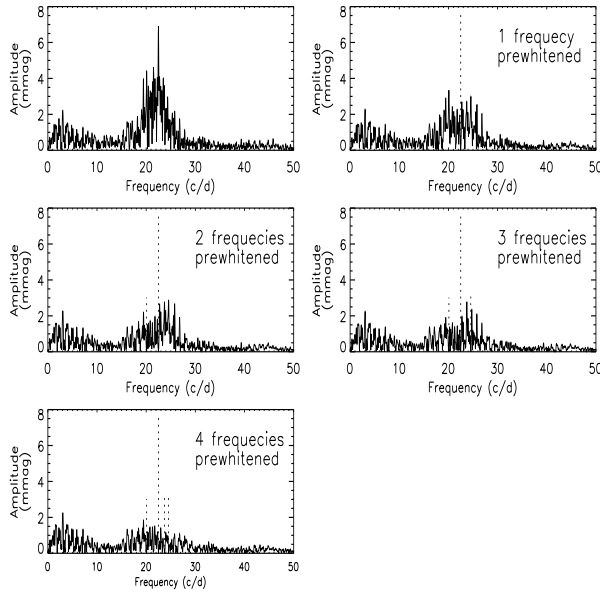 8
6
4
2
0
Amplitude
(mmag)
0 10 20 30 40 50
Frequency (c/d)
8
6
4
2
0
Amplitude
(mmag)
1 frequecy
prewhitened
0 10 20 30 40 50
Frequency (c/d)
8
6
4
2
0
Amplitude
(mmag)
2 frequecies
prewhitened
0 10 20 30 40 50
Frequency (c/d)
8
6
4
2
0
Amplitude
(mmag)
3 frequecies
prewhitened
0 10 20 30 40 50
Frequency (c/d)
8
6
4
2
0
Amplitude
(mmag)
4 frequecies
prewhitened
0 10 20 30 40 50
Frequency (c/d)